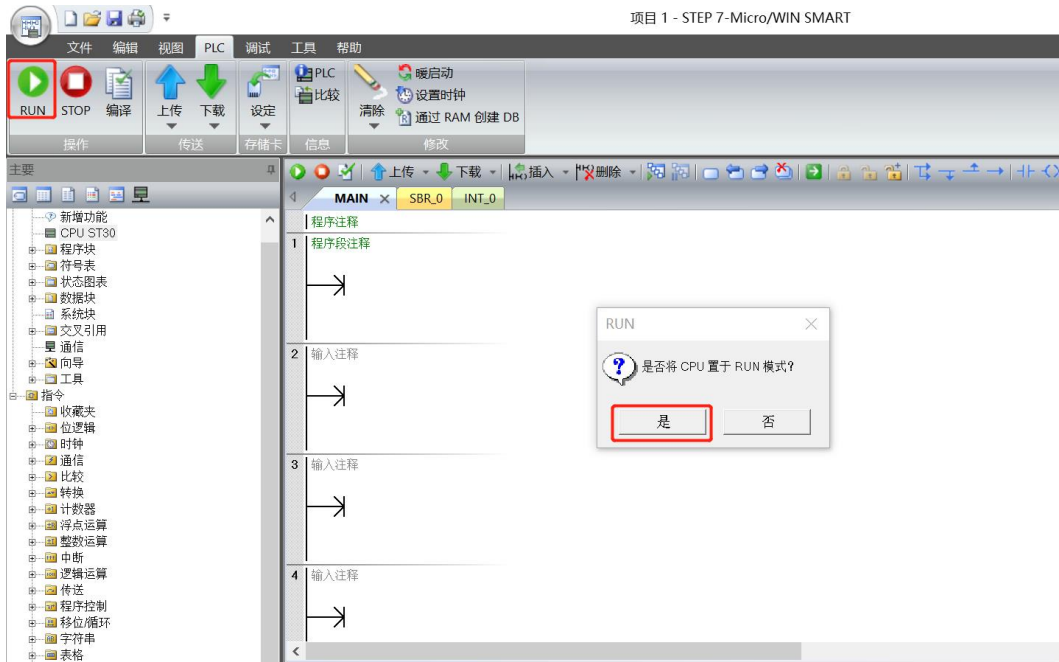 项目 1 - STEP 7-Micro/WIN SMART
文件 编辑 视图 PLC 调试 工具 帮助
RUN STOP 编译 上传 下载 设定 PLC 比较 清除 暖启动
设置时钟
通过 RAM 创建 DB
操作 传送 存储卡 信息 修改
主要
上传 下载 插入 删除
MAIN SBR_0 INT_0
新增功能
CPU ST30
程序块
符号表
状态图表
数据块
系统块
交叉引用
通信
向导
工具
指令
收藏夹
位逻辑
时钟
通信
比较
转换
计数器
浮点运算
整数运算
中断
逻辑运算
传送
程序控制
移位/循环
字符串
表格
程序注释
1 程序段注释
2 输入注释
3 输入注释
4 输入注释
RUN
是否将 CPU 置于 RUN 模式?
是 否